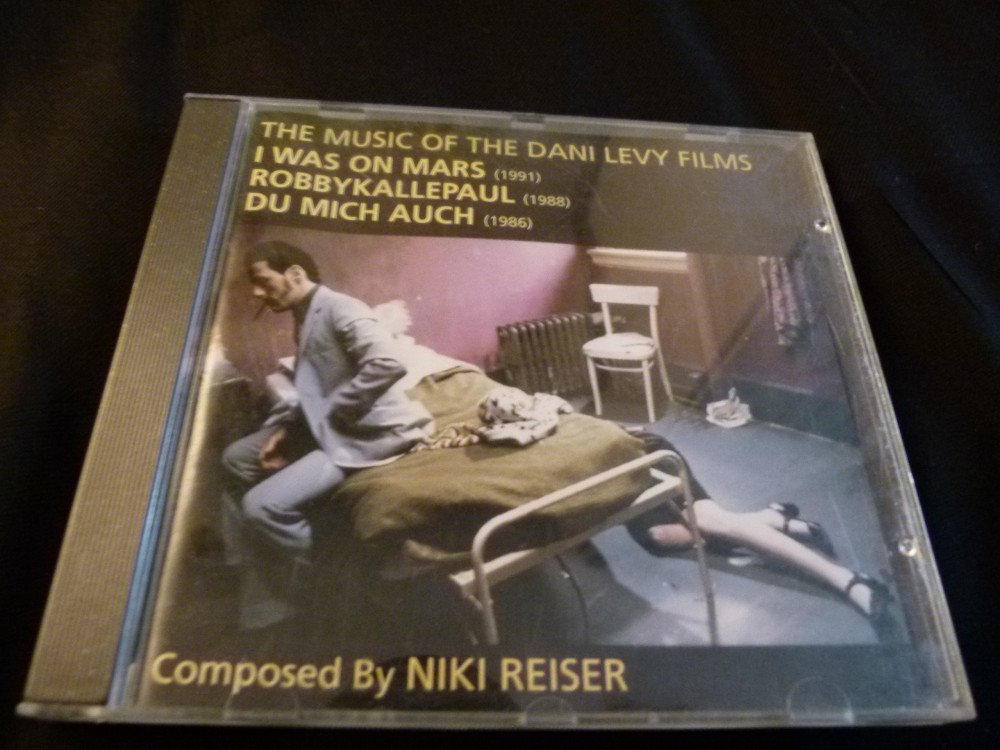 THE MUSIC OF THE DANI LEVY FILMS
I WAS ON MARS (1991)
ROBBYKALLEPAUL (1988)
DU MICH AUCH (1986)
Composed By NIKI REISER